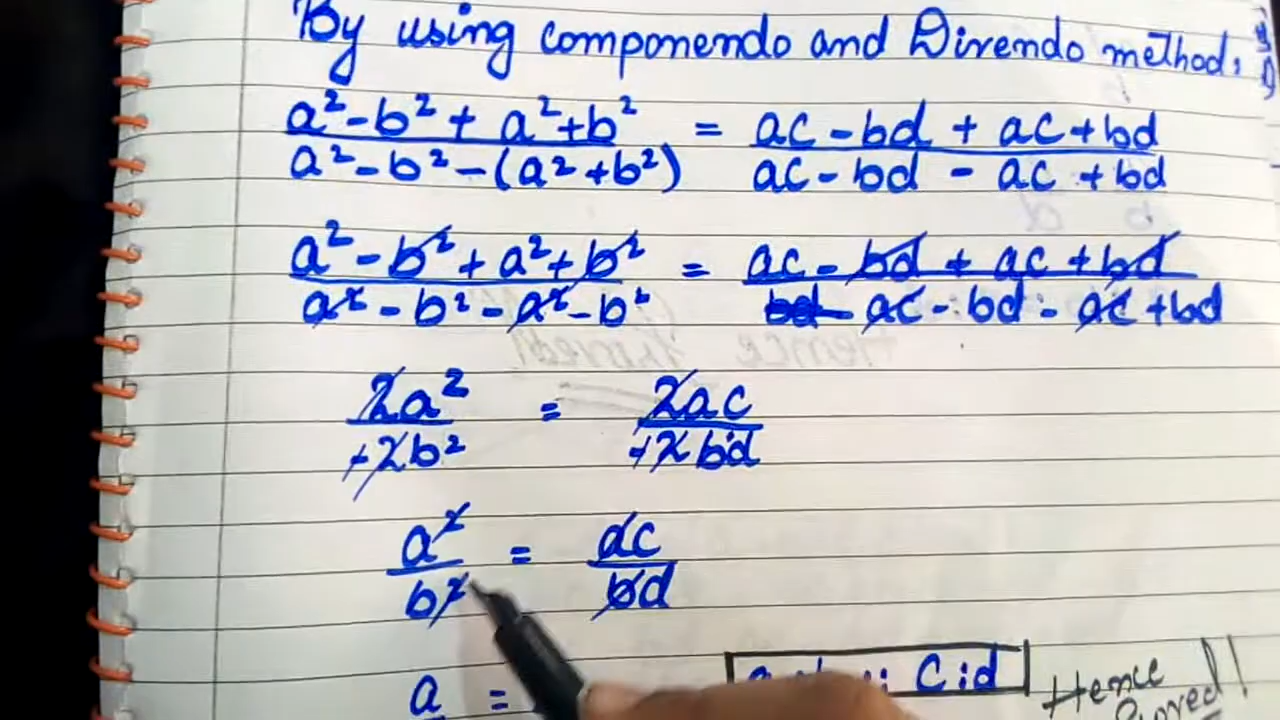 By using componendo and Divendo method,
a² - b² + a² + b² / a² - b² - (a² + b²) = ac - bd + ac + bd / ac - bd - ac + bd
a² - b² + a² + b² / a² - b² - a² - b² = ac - bd + ac + bd / ac - bd - ac + bd
2a² / -2b² = 2ac / -2bd
a² / b² = ac / bd
a =
: c : d
Hence Proved!